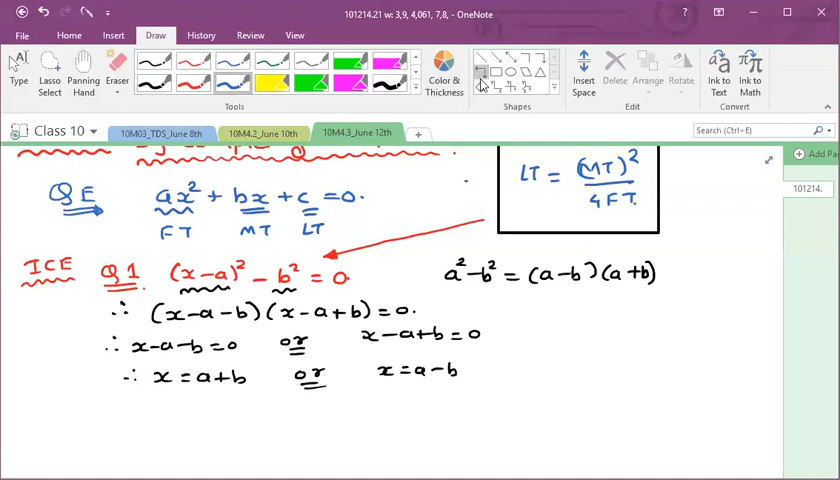 101214.21 w: 3,9, 4,061, 7,8, - OneNote
File Home Insert Draw History Review View
Type Lasso Select Panning Hand Eraser Color & Thickness Insert Space Delete Arrange Rotate Ink to Text Ink to Math
Tools Shapes Edit Convert
Class 10 10M03_TDS_June 8th 10M4.2_June 10th 10M4.3_June 12th + Search (Ctrl+E)
Add Pa
101214.
LT = (MT)² / 4FT.
QE ax² + bx + c = 0.
FT MT LT
ICE Q1. (x-a)² - b² = 0
a² - b² = (a-b)(a+b)
∴ (x-a-b)(x-a+b) = 0.
∴ x-a-b = 0 or x-a+b = 0
∴ x = a+b or x = a-b